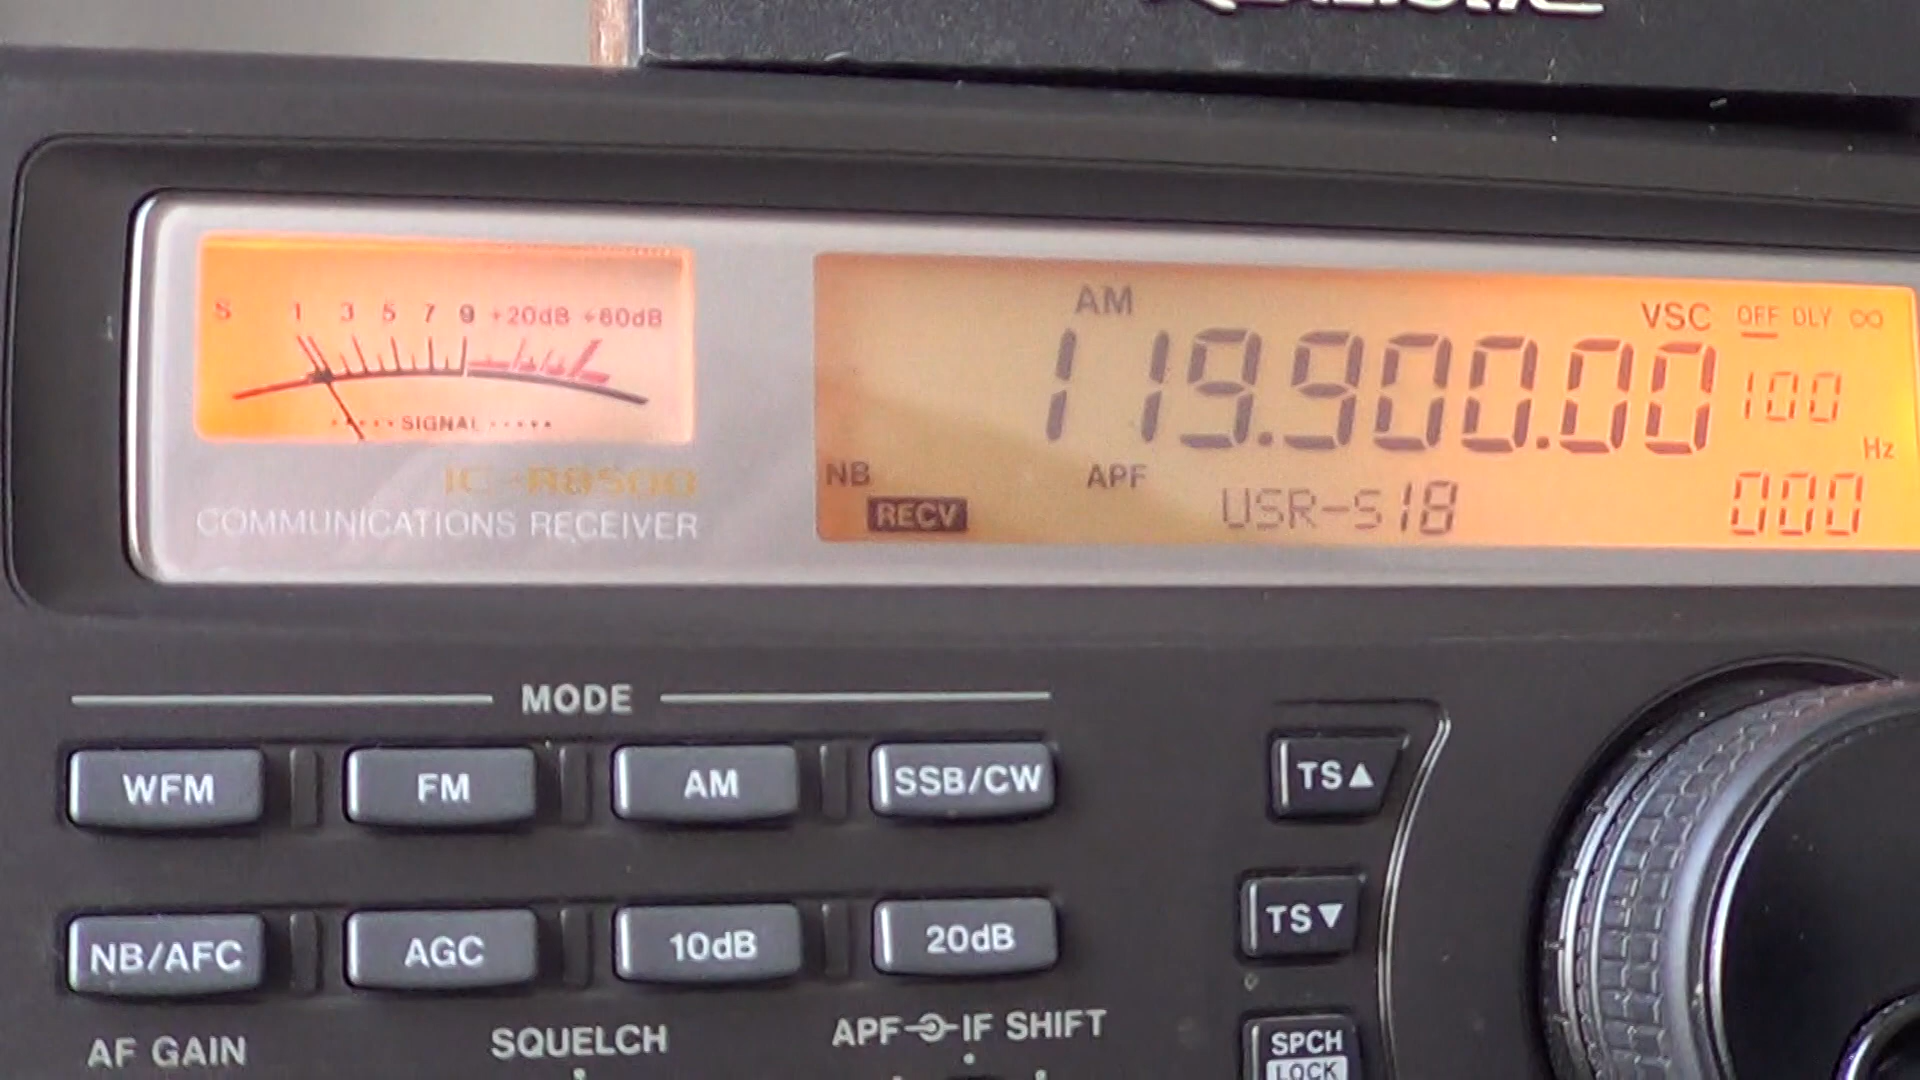 S 1 3 5 7 9 +20dB +60dB
SIGNAL
IC-R8500
COMMUNICATIONS RECEIVER
AM VSC OFF DLY ∞
119.900.00 100
Hz
NB APF
RECV USR-S18 000
MODE
WFM FM AM SSB/CW TS▲
NB/AFC AGC 10dB 20dB TS▼
AF GAIN SQUELCH APF IF SHIFT SPCH
LOCK